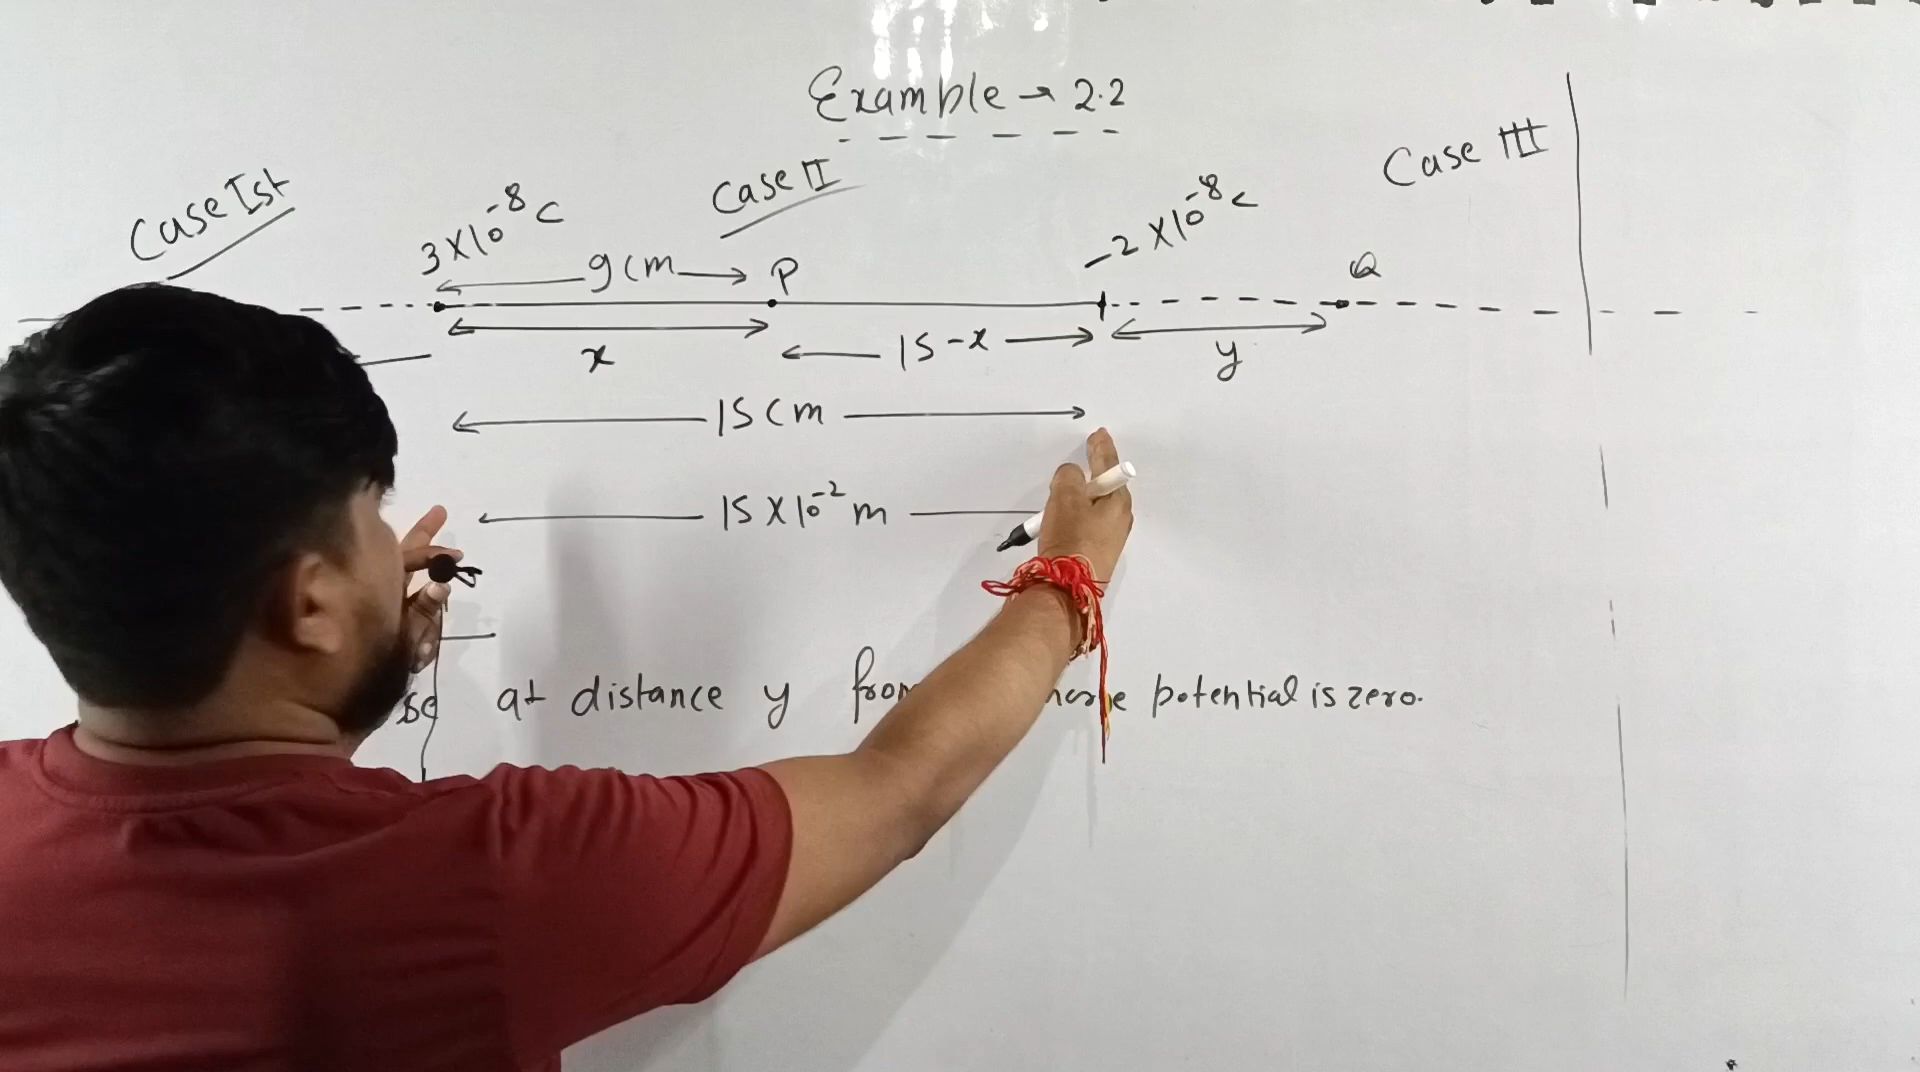 Examble → 2.2
Case Ist
3×10⁻⁸ C
Case II
-2×10⁻⁸ C
Case III
9 cm
P
Q
x
15-x
y
15 cm
15×10⁻² m
at distance y
potential is zero.